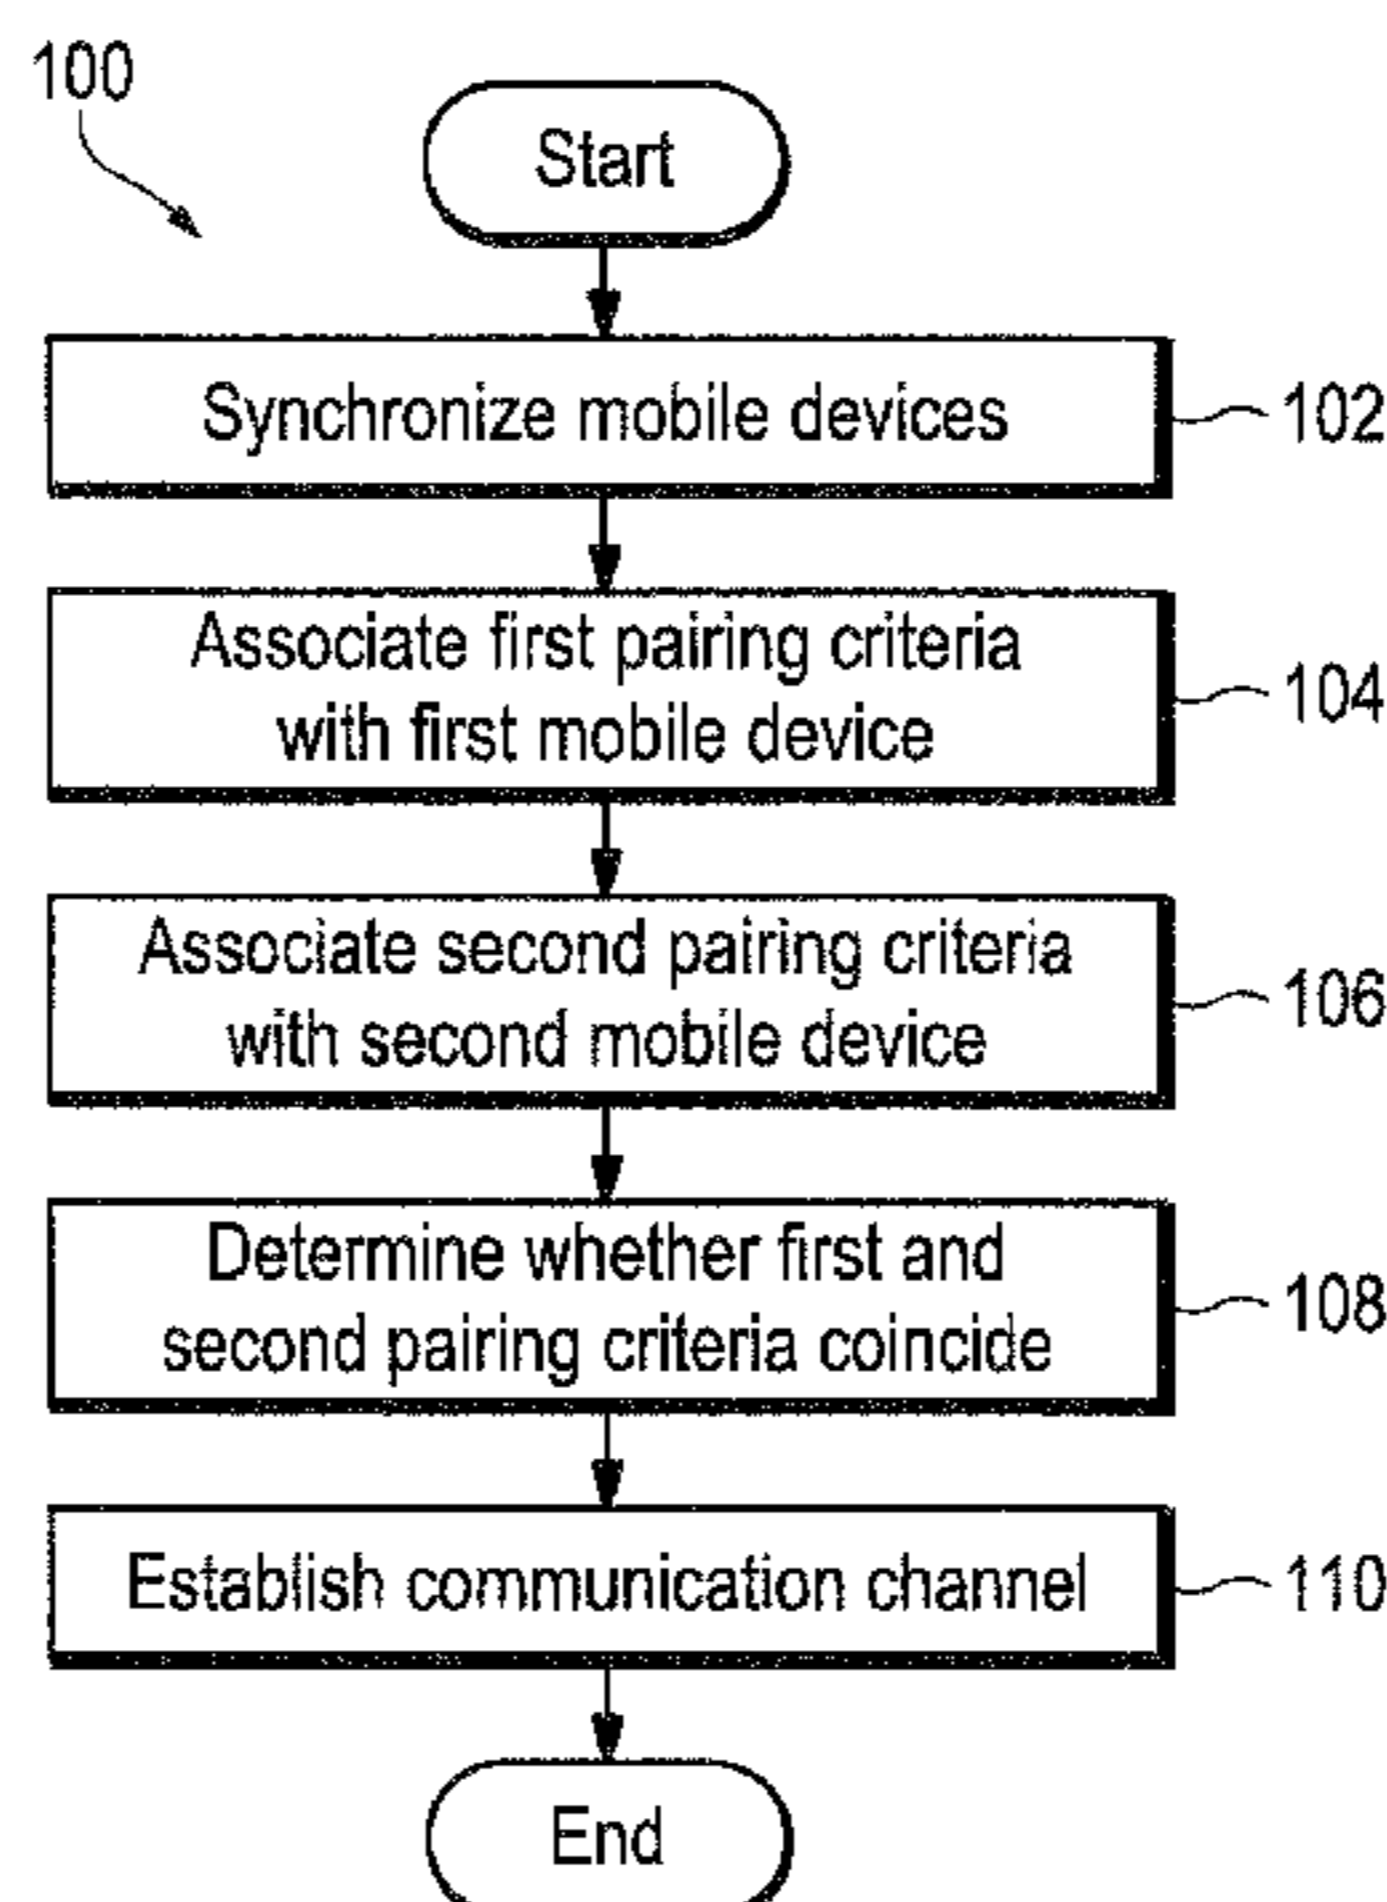 100
Start
Synchronize mobile devices
102
Associate first pairing criteria
with first mobile device
104
Associate second pairing criteria
with second mobile device
106
Determine whether first and
second pairing criteria coincide
108
Establish communication channel
110
End